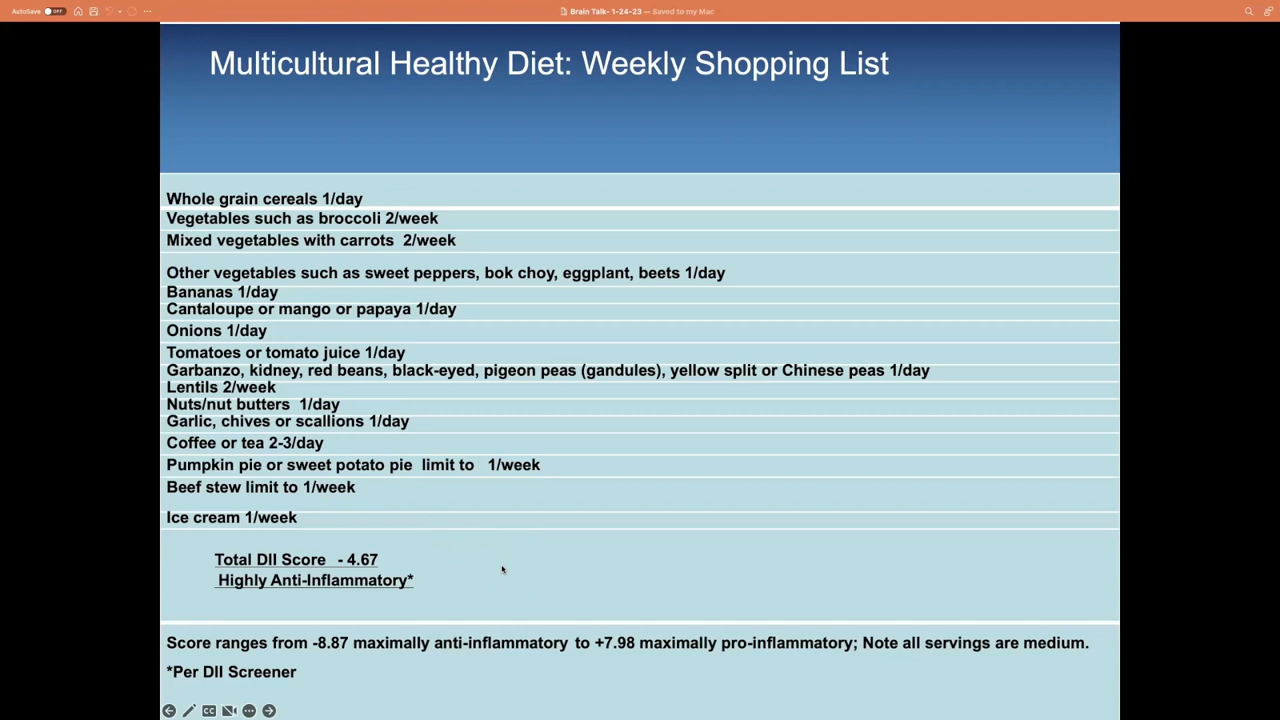 AutoSave OFF
Brain Talk- 1-24-23 — Saved to my Mac
Multicultural Healthy Diet: Weekly Shopping List
Whole grain cereals 1/day
Vegetables such as broccoli 2/week
Mixed vegetables with carrots 2/week
Other vegetables such as sweet peppers, bok choy, eggplant, beets 1/day
Bananas 1/day
Cantaloupe or mango or papaya 1/day
Onions 1/day
Tomatoes or tomato juice 1/day
Garbanzo, kidney, red beans, black-eyed, pigeon peas (gandules), yellow split or Chinese peas 1/day
Lentils 2/week
Nuts/nut butters 1/day
Garlic, chives or scallions 1/day
Coffee or tea 2-3/day
Pumpkin pie or sweet potato pie limit to 1/week
Beef stew limit to 1/week
Ice cream 1/week
Total DII Score - 4.67
Highly Anti-Inflammatory*
Score ranges from -8.87 maximally anti-inflammatory to +7.98 maximally pro-inflammatory; Note all servings are medium.
*Per DII Screener
CC